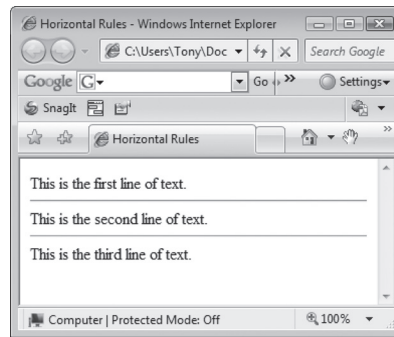 Horizontal Rules - Windows Internet Explorer
C:\Users\Tony\Doc Search Google
Google G Go »
Settings
SnagIt
Horizontal Rules »
This is the first line of text.
This is the second line of text.
This is the third line of text.
Computer | Protected Mode: Off 100%